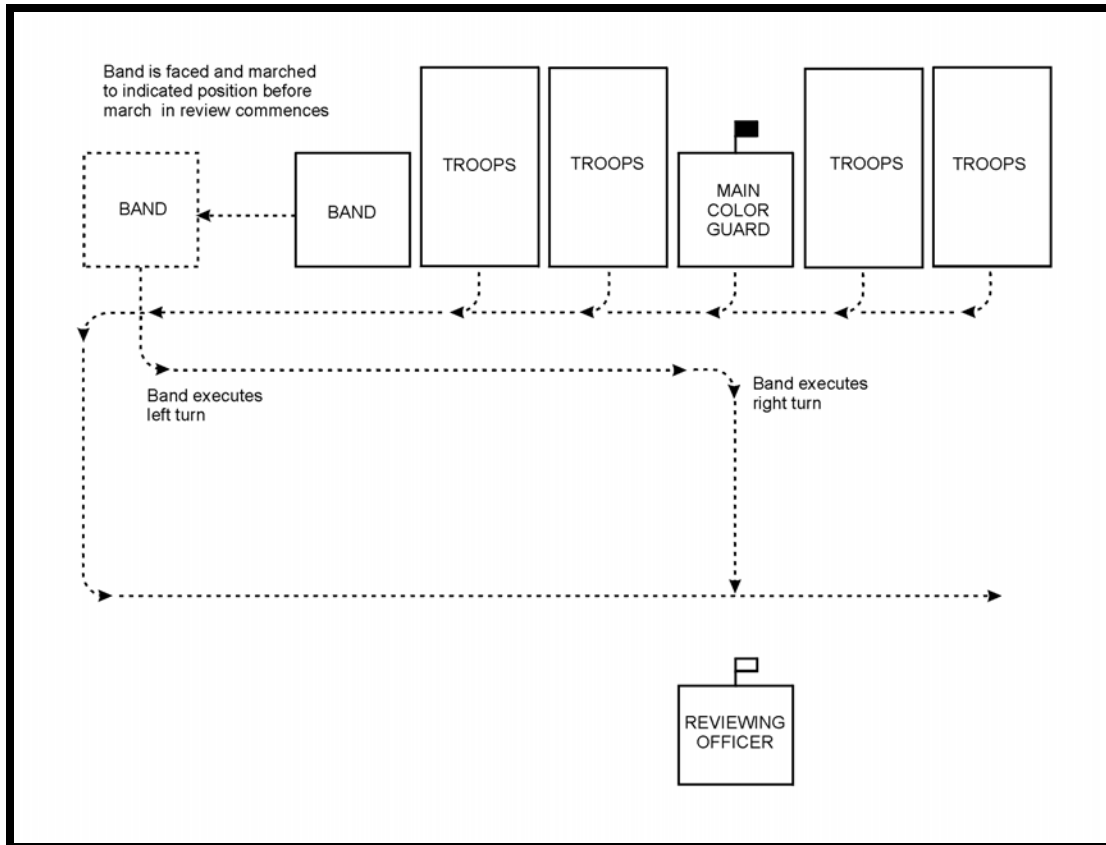 Band is faced and marched
to indicated position before
march in review commences
BAND
BAND
TROOPS
TROOPS
MAIN
COLOR
GUARD
TROOPS
TROOPS
Band executes
left turn
Band executes
right turn
REVIEWING
OFFICER